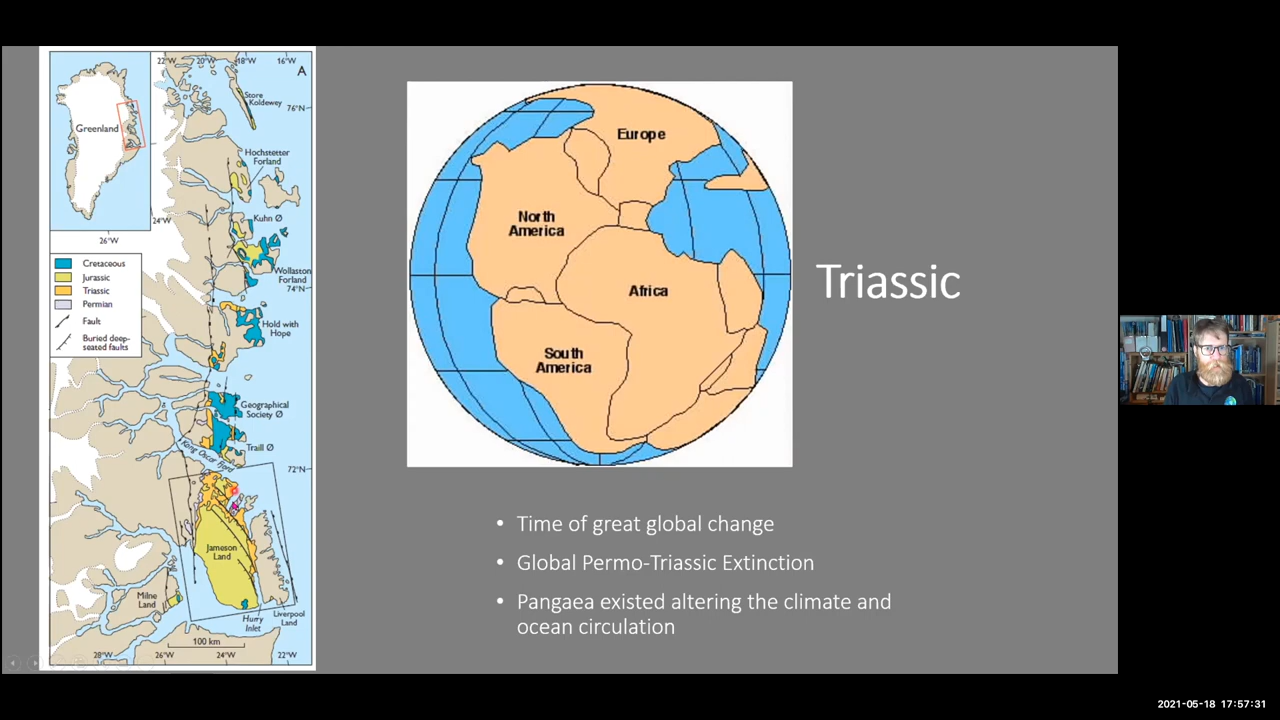 22°W 20°W 18°W 16°W
A
Greenland
26°W
24°W
Store
Koldewey
76°N
Hochstetter
Forland
Kuhn Ø
Wollaston
Forland
74°N
Hold with
Hope
Cretaceous
Jurassic
Triassic
Permian
Fault
Buried deep-
seated faults
Geographical
Society Ø
Traill Ø
Kong Oscar Fjord
72°N
Jameson
Land
Milne
Land
Hurry
Inlet
Liverpool
Land
100 km
28°W 26°W 24°W 22°W
Europe
North
America
Africa
South
America
Triassic
• Time of great global change
• Global Permo-Triassic Extinction
• Pangaea existed altering the climate and
ocean circulation
2021-05-18 17:57:31